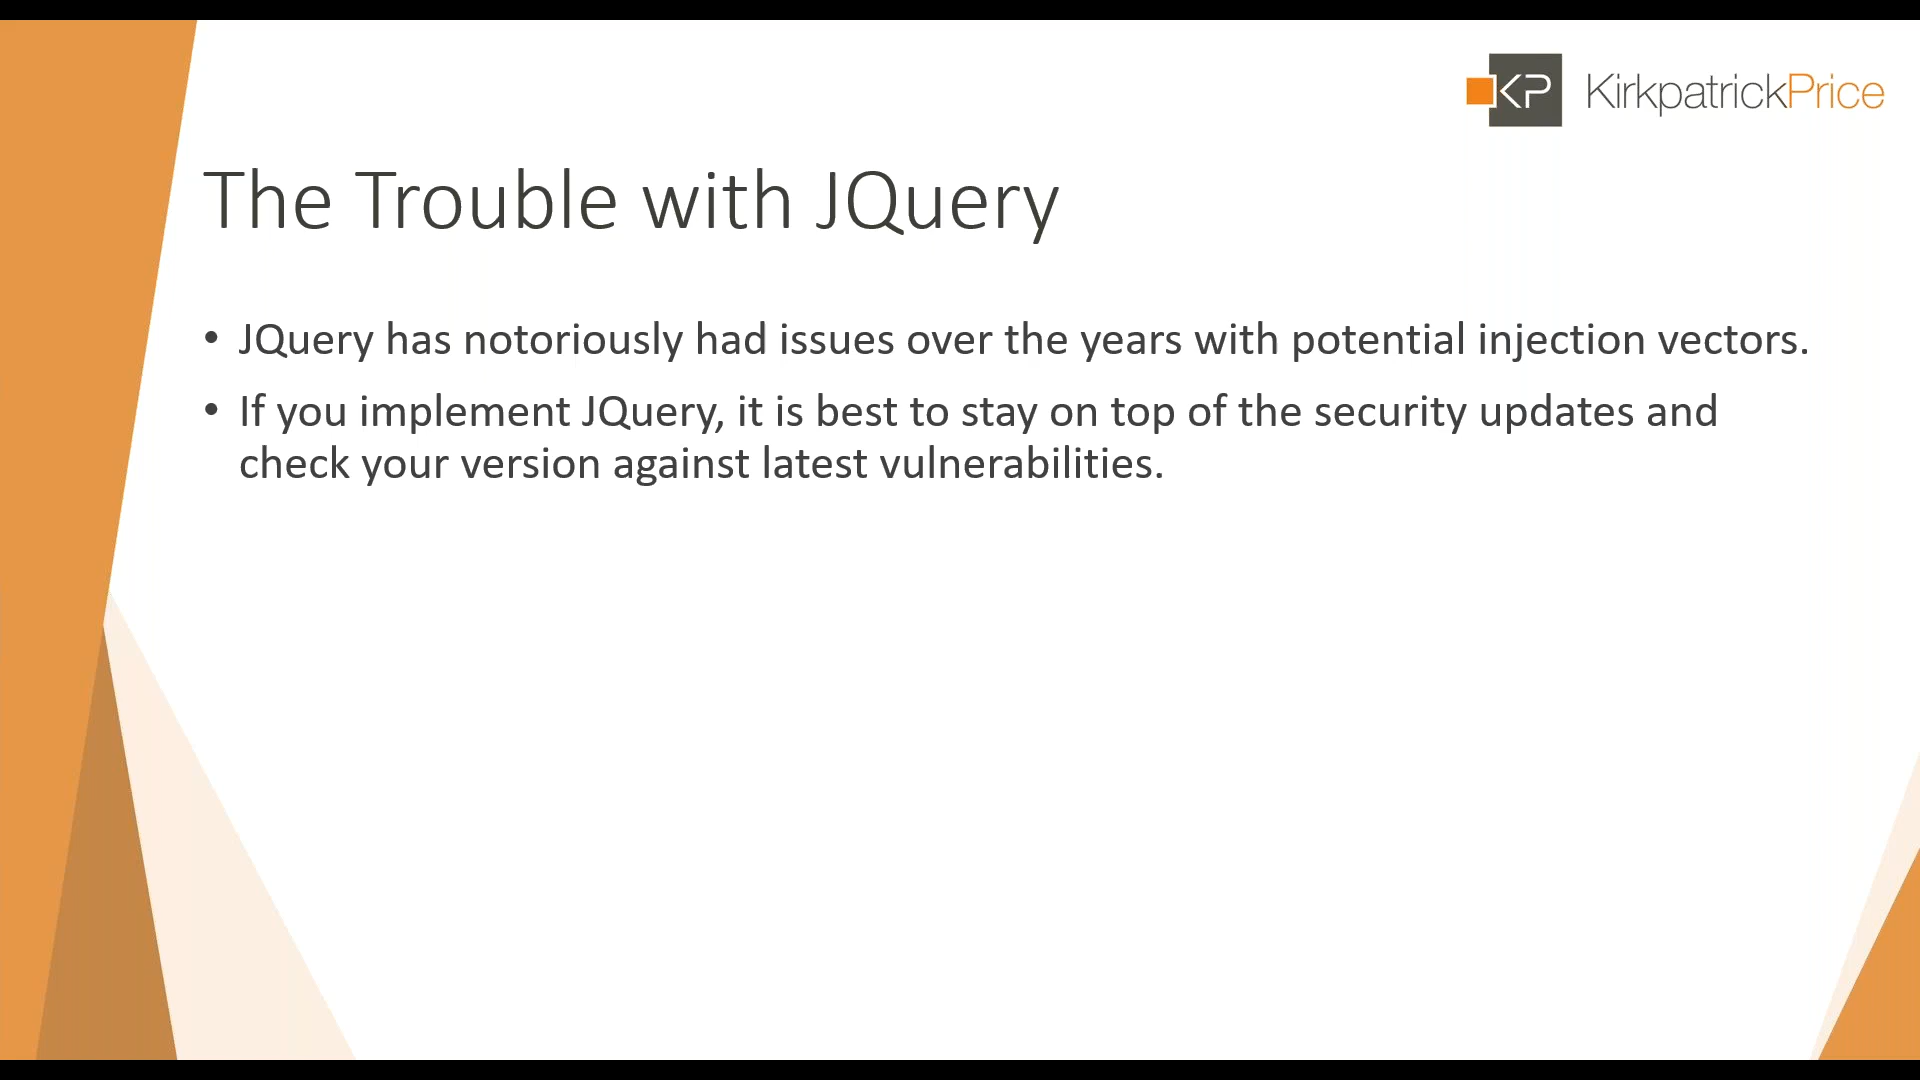 KP KirkpatrickPrice
The Trouble with JQuery
• JQuery has notoriously had issues over the years with potential injection vectors.
• If you implement JQuery, it is best to stay on top of the security updates and
check your version against latest vulnerabilities.